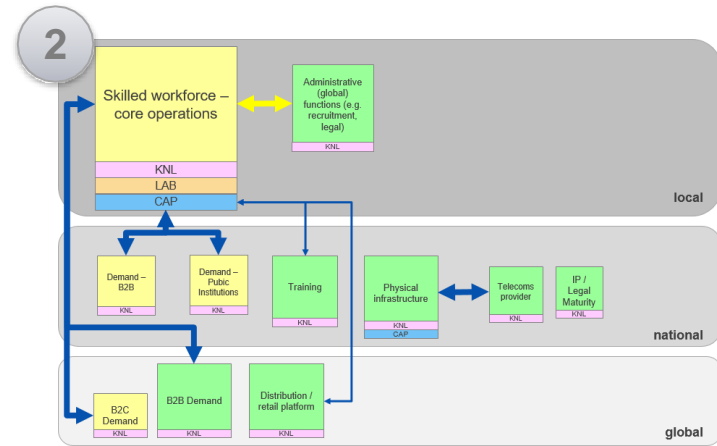 2
Skilled workforce –
core operations
KNL
LAB
CAP
Administrative
(global)
functions (e.g.
recruitment,
legal)
KNL
local
Demand –
B2B
KNL
Demand –
Pubic
Institutions
KNL
Training
KNL
Physical
infrastructure
KNL
CAP
Telecoms
provider
KNL
IP /
Legal
Maturity
KNL
national
B2C
Demand
KNL
B2B Demand
KNL
Distribution /
retail platform
KNL
global